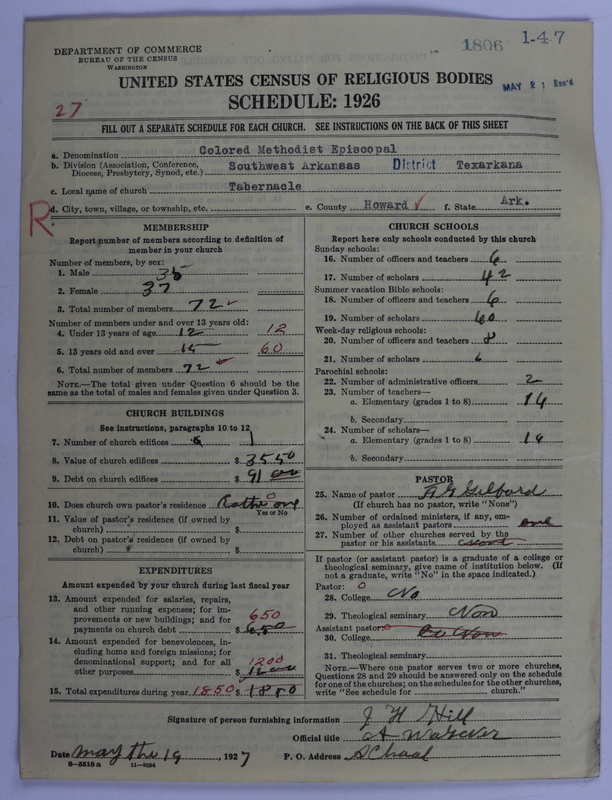 1806 1-47
DEPARTMENT OF COMMERCE
BUREAU OF THE CENSUS
WASHINGTON
MAY 21 Rec'd
UNITED STATES CENSUS OF RELIGIOUS BODIES
27
SCHEDULE: 1926
FILL OUT A SEPARATE SCHEDULE FOR EACH CHURCH. SEE INSTRUCTIONS ON THE BACK OF THIS SHEET
a. Denomination Colored Methodist Episcopal
b. Division (Association, Conference, Diocese, Presbytery, Synod, etc.) Southwest Arkansas District Texarkana
c. Local name of church Tabernacle
R
d. City, town, village, or township, etc. e. County Howard f. State Ark.
MEMBERSHIP
Report number of members according to definition of
member in your church
Number of members, by sex:
1. Male 35
2. Female 37
3. Total number of members 72
Number of members under and over 13 years old:
4. Under 13 years of age 12 12
5. 13 years old and over 15 60
6. Total number of members 72
NOTE.—The total given under Question 6 should be the
same as the total of males and females given under Question 3.
CHURCH BUILDINGS
See instructions, paragraphs 10 to 12
7. Number of church edifices 1
8. Value of church edifices $ 3550
9. Debt on church edifices $ 91 00
10. Does church own pastor's residence
Yes or No
11. Value of pastor's residence (if owned by
church) $
12. Debt on pastor's residence (if owned by
church) $
EXPENDITURES
Amount expended by your church during last fiscal year
13. Amount expended for salaries, repairs,
and other running expenses; for im-
provements or new buildings; and for
payments on church debt $ 650 650
14. Amount expended for benevolences, in-
cluding home and foreign missions; for
denominational support; and for all
other purposes $ 1200
15. Total expenditures during year 1850 $ 1850
CHURCH SCHOOLS
Report here only schools conducted by this church
Sunday schools:
16. Number of officers and teachers 6
17. Number of scholars 42
Summer vacation Bible schools:
18. Number of officers and teachers 6
19. Number of scholars 40
Week-day religious schools:
20. Number of officers and teachers 8
21. Number of scholars 6
Parochial schools:
22. Number of administrative officers 2
23. Number of teachers—
a. Elementary (grades 1 to 8) 14
b. Secondary
24. Number of scholars—
a. Elementary (grades 1 to 8)
b. Secondary
PASTOR
25. Name of pastor
(If church has no pastor, write "None")
26. Number of ordained ministers, if any, em-
ployed as assistant pastors one
27. Number of other churches served by the
pastor or his assistants
If pastor (or assistant pastor) is a graduate of a college or
theological seminary, give name of institution below. (If
not a graduate, write "No" in the space indicated.)
Pastor:
28. College No
29. Theological seminary Non
Assistant pastor:
30. College
31. Theological seminary
NOTE.—Where one pastor serves two or more churches,
Questions 28 and 29 should be answered only on the schedule
for one of the churches; on the schedules for the other churches,
write "See schedule for church."
Signature of person furnishing information J H Hill
Official title
Date May the 19, 1927 P. O. Address Schaal
8—5518 a 11—9084